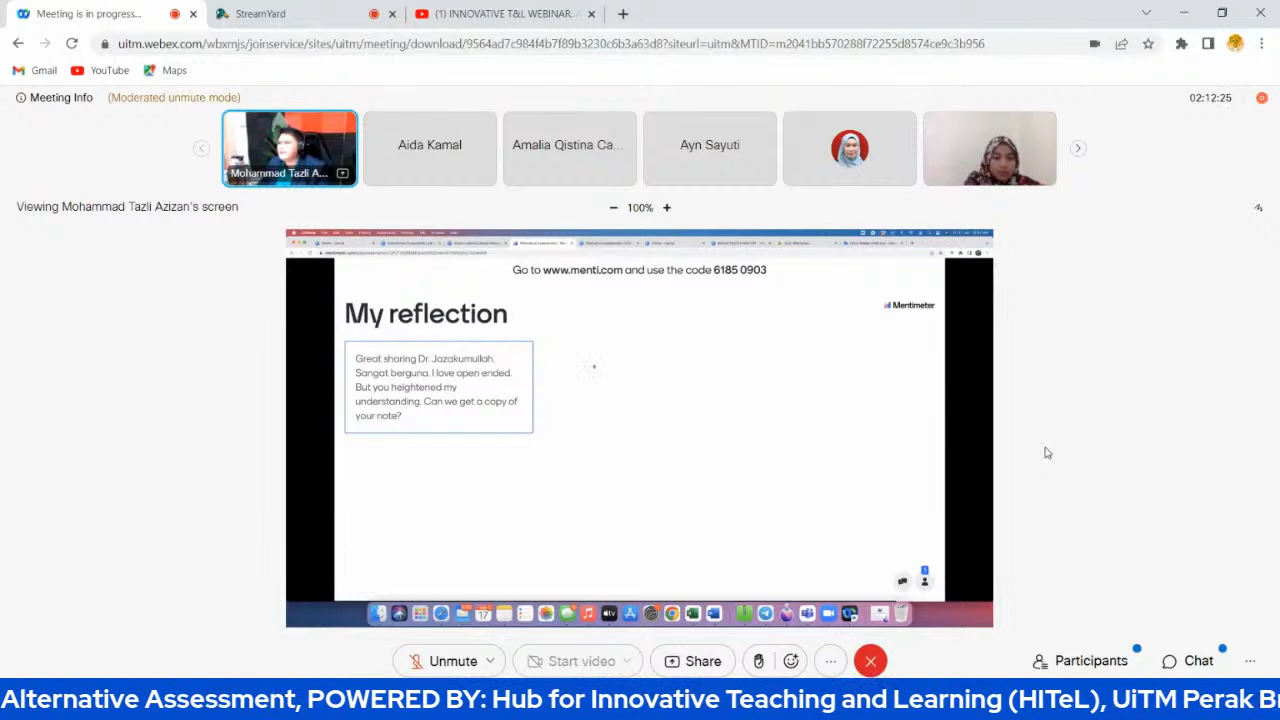 Meeting is in progress...
StreamYard
(1) INNOVATIVE T&L WEBINAR:
uitm.webex.com/wbxmjs/joinservice/sites/uitm/meeting/download/9564ad7c984f4b7f89b3230c6b3a63d8?siteurl=uitm&MTID=m2041bb570288f72255d8574ce9c3b956
Gmail
YouTube
Maps
Meeting Info
(Moderated unmute mode)
02:12:25
Mohammad Tazli A...
Aida Kamal
Amalia Qistina Ca...
Ayn Sayuti
Viewing Mohammad Tazli Azizan's screen
100%
Go to www.menti.com and use the code 6185 0903
My reflection
Mentimeter
Great sharing Dr. Jazakumullah.
Sangat berguna. I love open ended.
But you heightened my
understanding. Can we get a copy of
your note?
Unmute
Start video
Share
Participants
Chat
Alternative Assessment, POWERED BY: Hub for Innovative Teaching and Learning (HITeL), UiTM Perak B